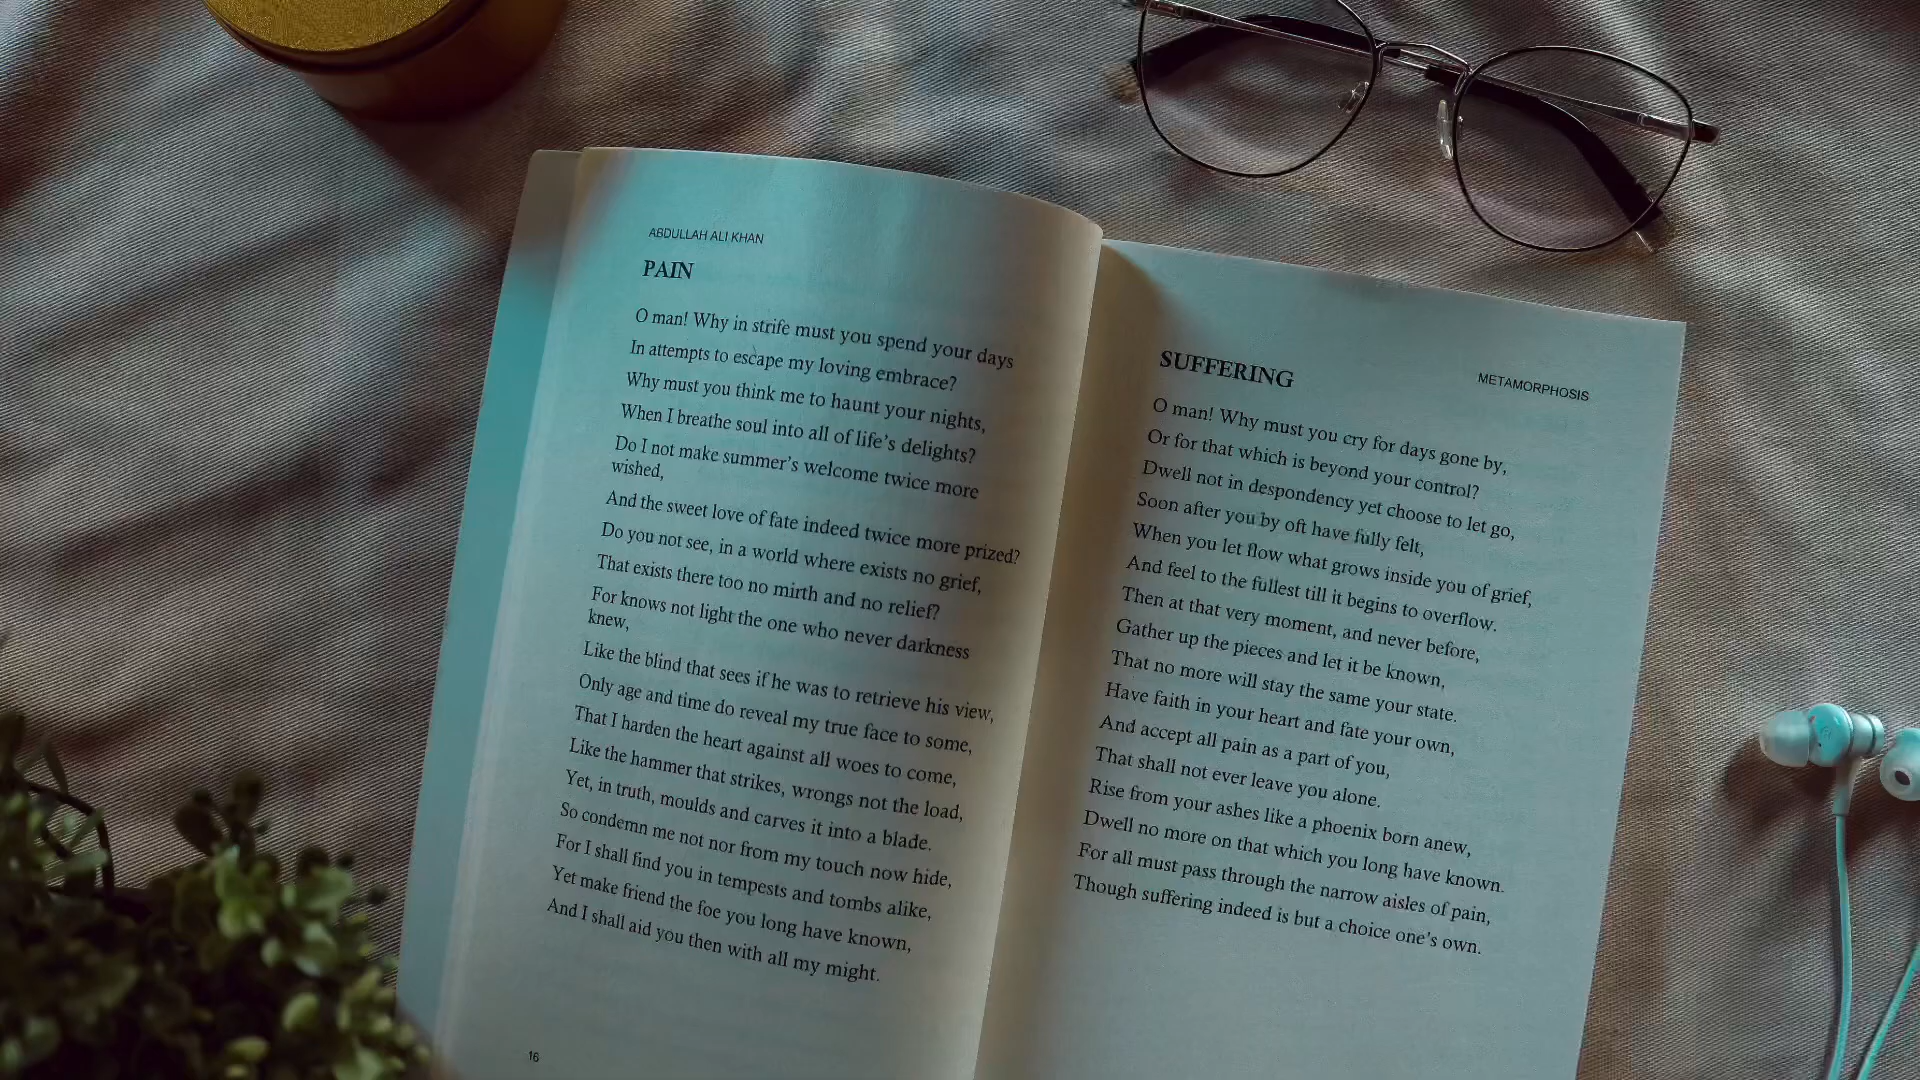 ABDULLAH ALI KHAN
PAIN
O man! Why in strife must you spend your days
In attempts to escape my loving embrace?
Why must you think me to haunt your nights,
When I breathe soul into all of life's delights?
Do I not make summer's welcome twice more
wished,
And the sweet love of fate indeed twice more prized?
Do you not see, in a world where exists no grief,
That exists there too no mirth and no relief?
For knows not light the one who never darkness
knew,
Like the blind that sees if he was to retrieve his view,
Only age and time do reveal my true face to some,
That I harden the heart against all woes to come,
Like the hammer that strikes, wrongs not the load,
Yet, in truth, moulds and carves it into a blade.
So condemn me not nor from my touch now hide,
For I shall find you in tempests and tombs alike,
Yet make friend the foe you long have known,
And I shall aid you then with all my might.
16
METAMORPHOSIS
SUFFERING
O man! Why must you cry for days gone by,
Or for that which is beyond your control?
Dwell not in despondency yet choose to let go,
Soon after you by oft have fully felt,
When you let flow what grows inside you of grief,
And feel to the fullest till it begins to overflow.
Then at that very moment, and never before,
Gather up the pieces and let it be known,
That no more will stay the same your state.
Have faith in your heart and fate your own,
And accept all pain as a part of you,
That shall not ever leave you alone.
Rise from your ashes like a phoenix born anew,
Dwell no more on that which you long have known.
For all must pass through the narrow aisles of pain,
Though suffering indeed is but a choice one's own.